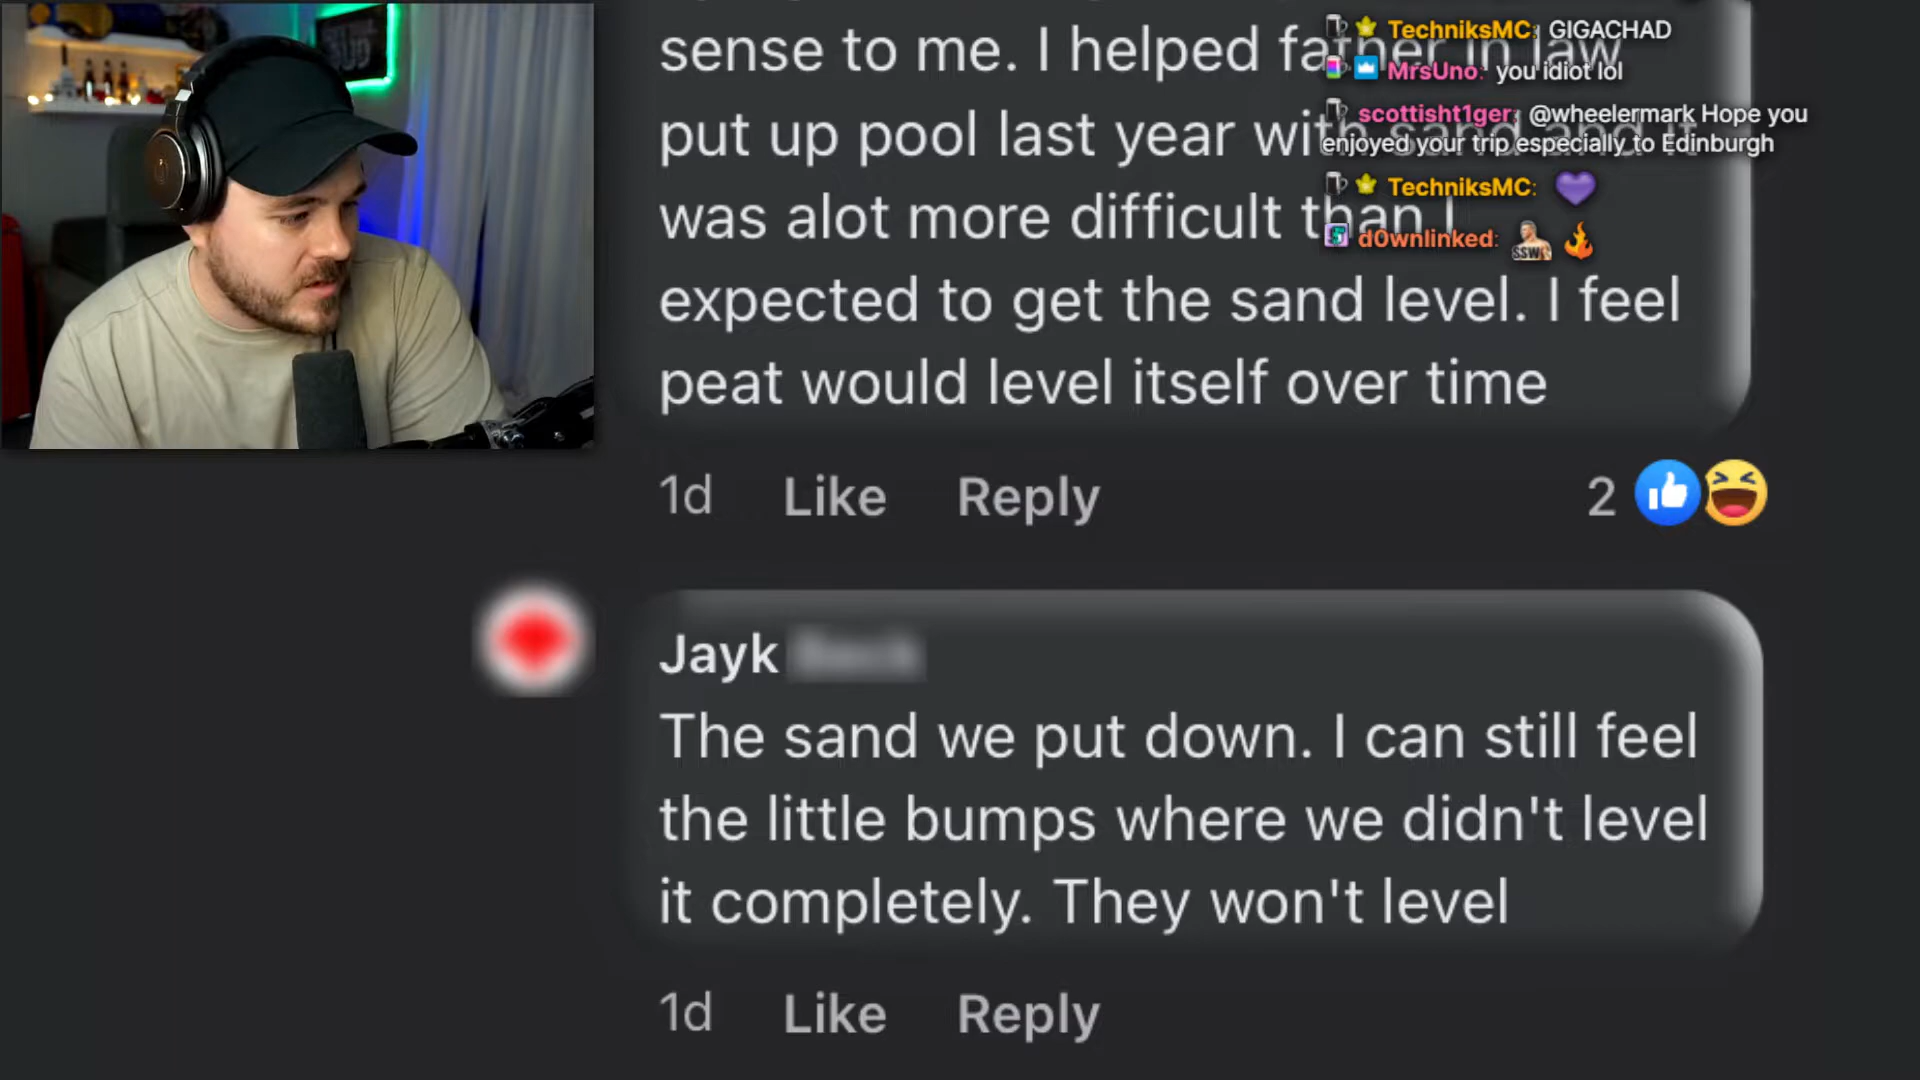 sense to me. I helped father in law
put up pool last year with sand and it
was alot more difficult than I
expected to get the sand level. I feel
peat would level itself over time
1d Like Reply 2
Jayk
The sand we put down. I can still feel
the little bumps where we didn't level
it completely. They won't level
1d Like Reply
TechniksMC: GIGACHAD
MrsUno: you idiot lol
scottisht1ger: @wheelermark Hope you
enjoyed your trip especially to Edinburgh
TechniksMC:
d0wnlinked:
SSW